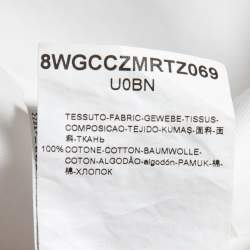 8WGCCZMRTZ069
U0BN
TESSUTO-FABRIC-GEWEBE-TISSUS-
COMPOSICAO-TEJIDO-KUMAS-面料-
面料-ТКАНЬ
100%COTONE-COTTON-BAUMWOLLE-
COTON-ALGODÃO-algodón-PAMUK-棉-
棉-ХЛОПОК